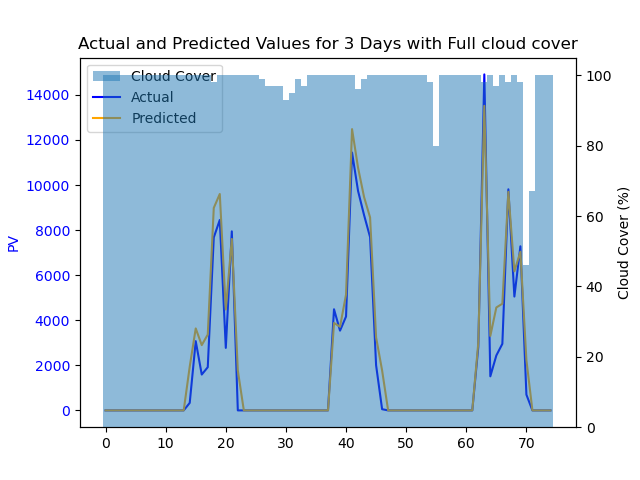 Actual and Predicted Values for 3 Days with Full cloud cover
Cloud Cover
Actual
Predicted
14000
12000
10000
8000
6000
4000
2000
0
PV
100
80
60
40
20
0
Cloud Cover (%)
0 10 20 30 40 50 60 70